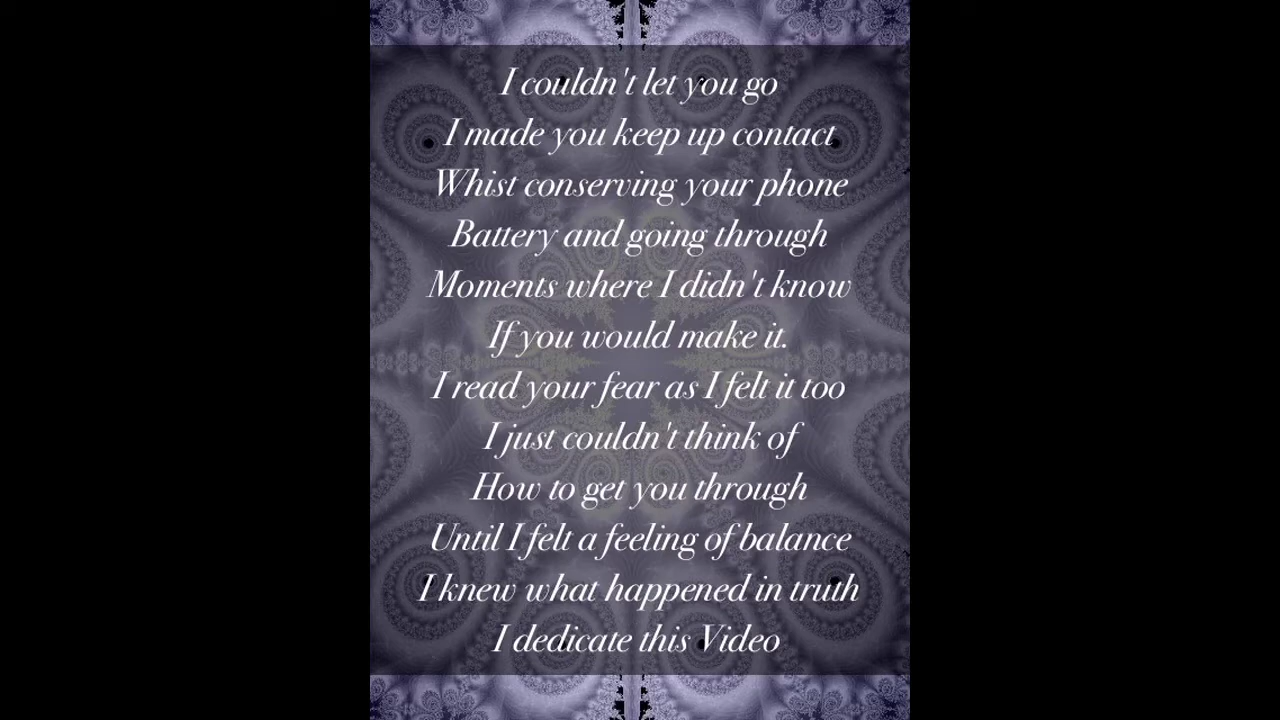 I couldn't let you go
I made you keep up contact
Whist conserving your phone
Battery and going through
Moments where I didn't know
If you would make it.
I read your fear as I felt it too
I just couldn't think of
How to get you through
Until I felt a feeling of balance
I knew what happened in truth
I dedicate this Video